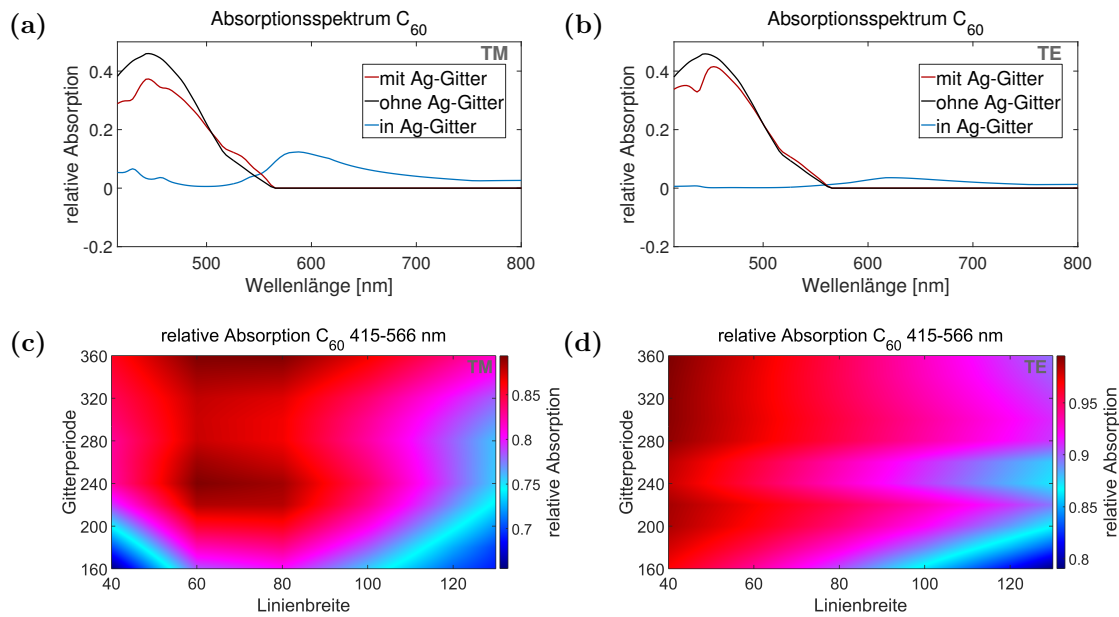 (a)
Absorptionsspektrum C60
TM
mit Ag-Gitter
ohne Ag-Gitter
in Ag-Gitter
relative Absorption
0.4
0.2
0
-0.2
500 600 700 800
Wellenlänge [nm]
(b)
Absorptionsspektrum C60
TE
mit Ag-Gitter
ohne Ag-Gitter
in Ag-Gitter
relative Absorption
0.4
0.2
0
-0.2
500 600 700 800
Wellenlänge [nm]
(c)
relative Absorption C60 415-566 nm
TM
Gitterperiode
360
320
280
240
200
160
40 60 80 100 120
Linienbreite
0.85
0.8
0.75
0.7
relative Absorption
(d)
relative Absorption C60 415-566 nm
TE
Gitterperiode
360
320
280
240
200
160
40 60 80 100 120
Linienbreite
0.95
0.9
0.85
0.8
relative Absorption